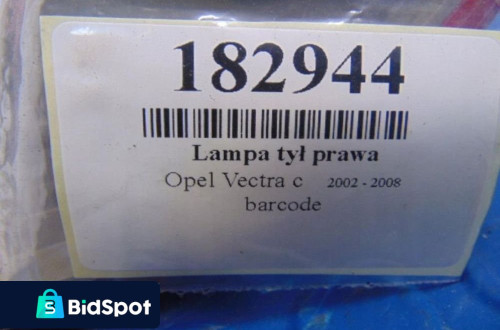 182944
Lampa tył prawa
Opel Vectra c 2002 - 2008
barcode
S BidSpot